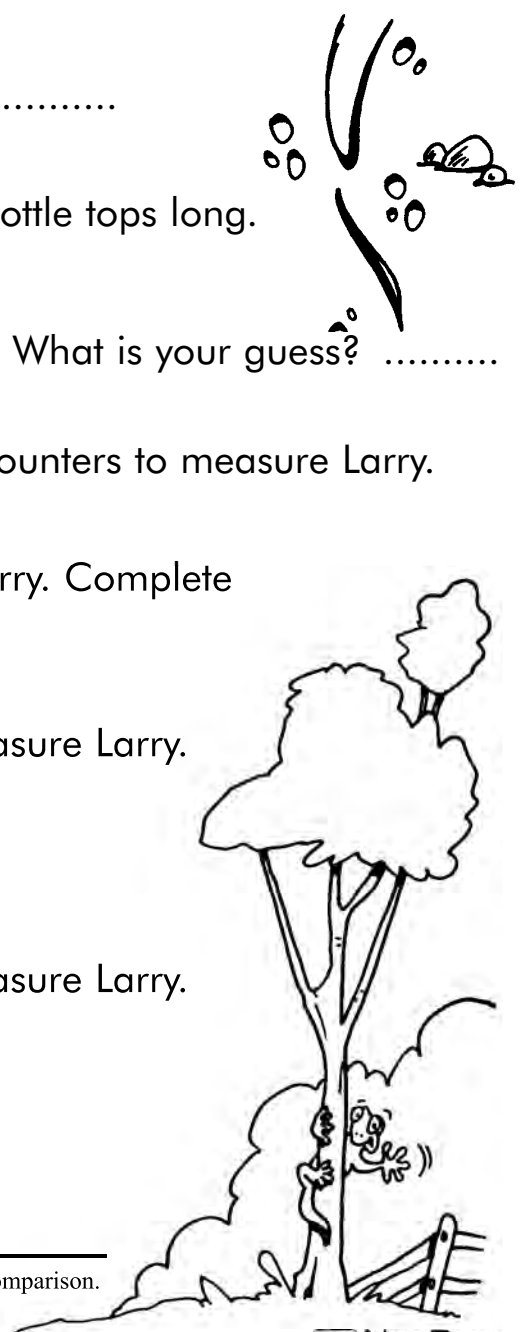 ...........
ottle tops long.
What is your guess? ..........
ounters to measure Larry.
rry. Complete
asure Larry.
asure Larry.
omparison.